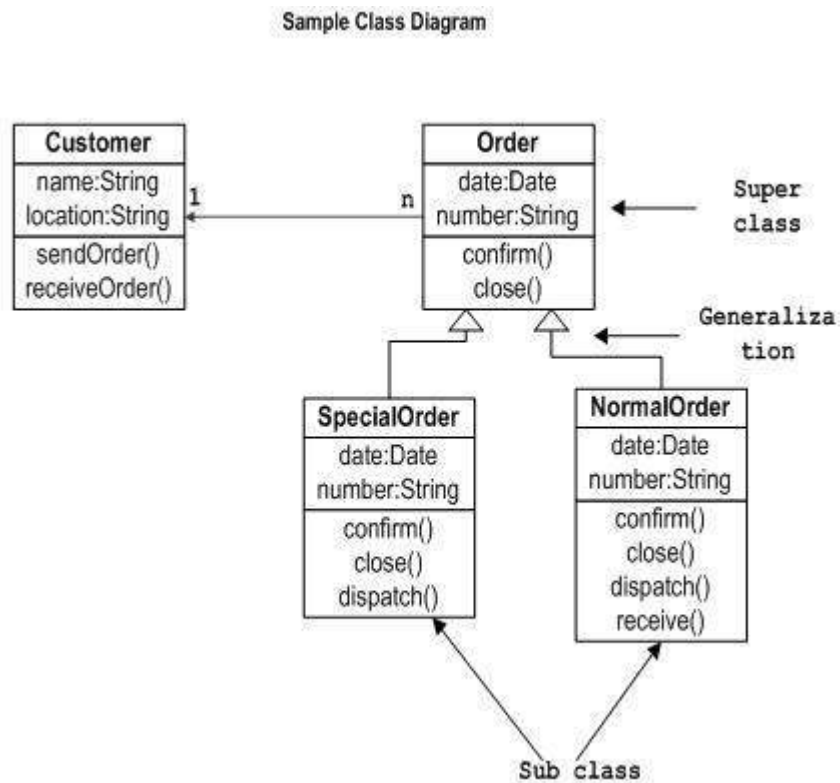 Sample Class Diagram
Customer
name:String
location:String
sendOrder()
receiveOrder()
1
n
Order
date:Date
number:String
confirm()
close()
Super
class
Generaliza
tion
SpecialOrder
date:Date
number:String
confirm()
close()
dispatch()
NormalOrder
date:Date
number:String
confirm()
close()
dispatch()
receive()
Sub class